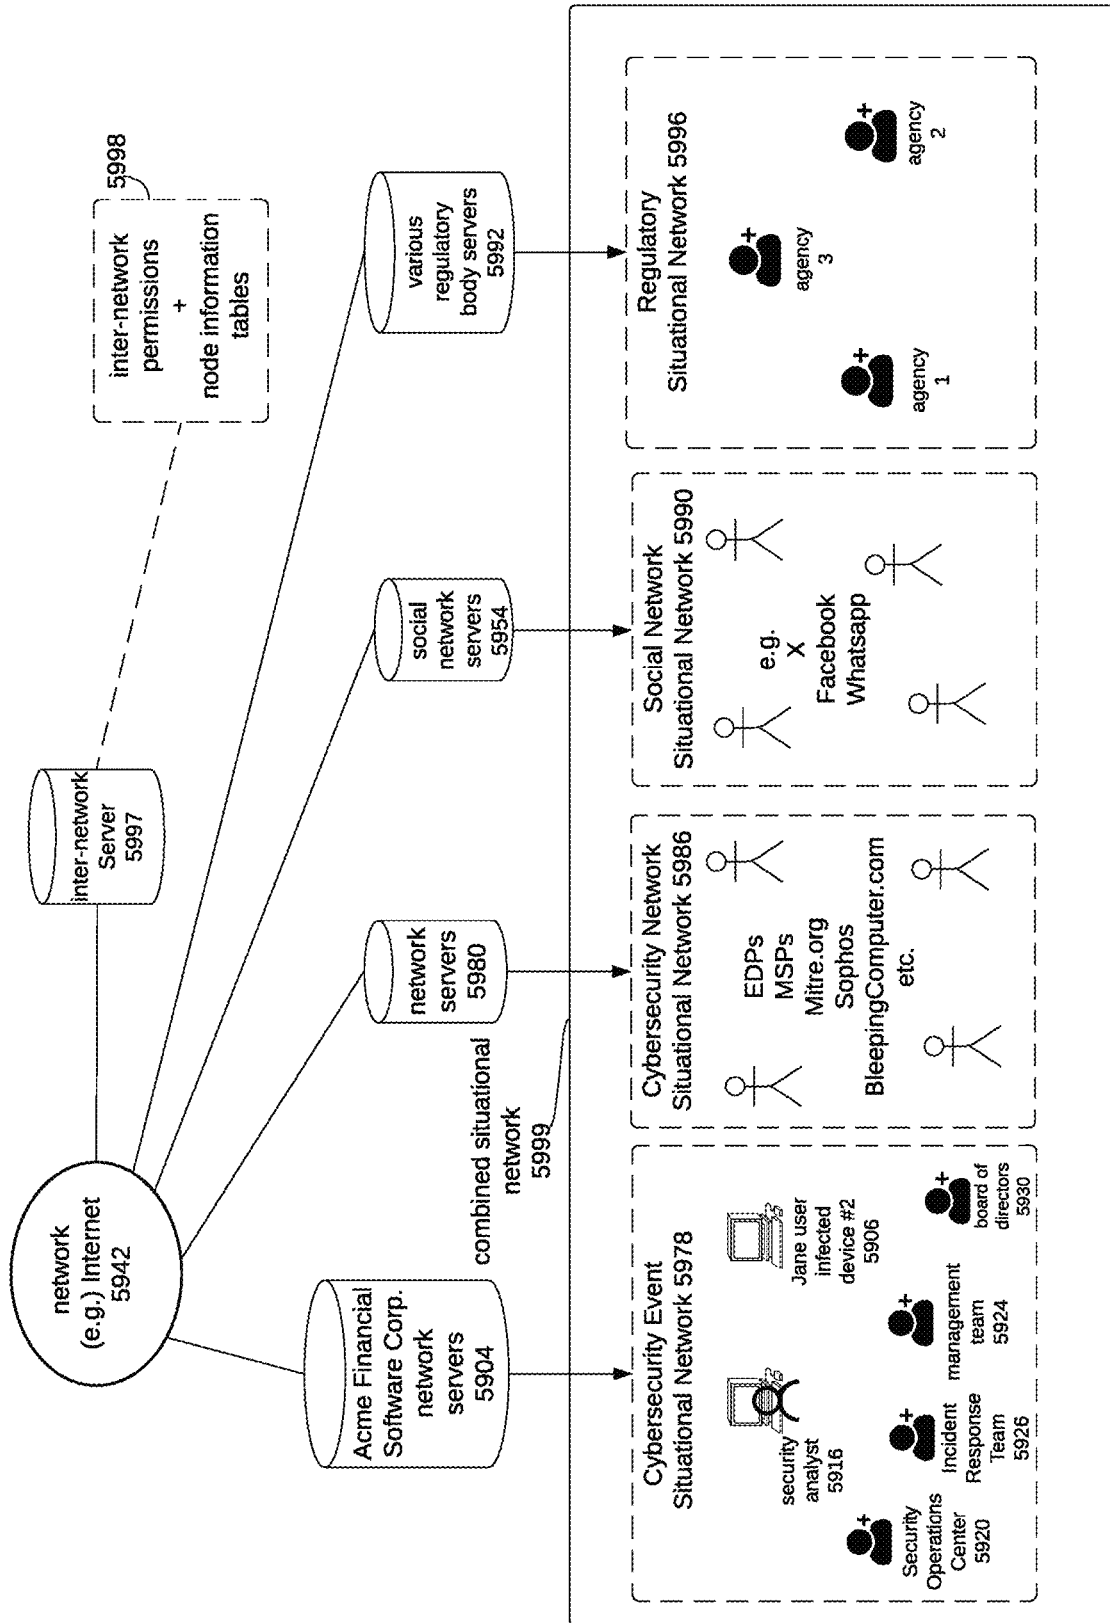 network
(e.g.) Internet
5942
inter-network
Server
5997
5998
inter-network
permissions
+
node information
tables
Acme Financial
Software Corp.
network
servers
5904
network
servers
5980
social
network
servers
5954
various
regulatory
body servers
5992
combined situational
network
5999
Cybersecurity Event
Situational Network 5978
security
analyst
5916
Jane user
infected
device #2
5906
Security
Operations
Center
5920
Incident
Response
Team
5926
management
team
5924
board of
directors
5930
Cybersecurity Network
Situational Network 5986
EDPs
MSPs
Mitre.org
Sophos
BleepingComputer.com
etc.
Social Network
Situational Network 5990
e.g.
X
Facebook
Whatsapp
Regulatory
Situational Network 5996
agency
1
agency
3
agency
2